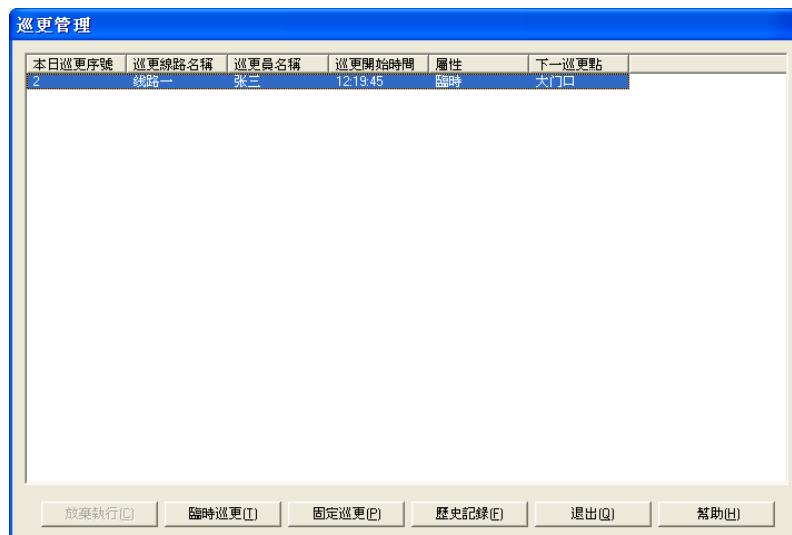 巡更管理
本日巡更序號 巡更線路名稱 巡更員名稱 巡更開始時間 屬性 下一巡更點
2 线路一 张三 12:19:45 臨時 大门口
放棄執行(C) 臨時巡更(T) 固定巡更(P) 歷史記錄(F) 退出(Q) 幫助(H)